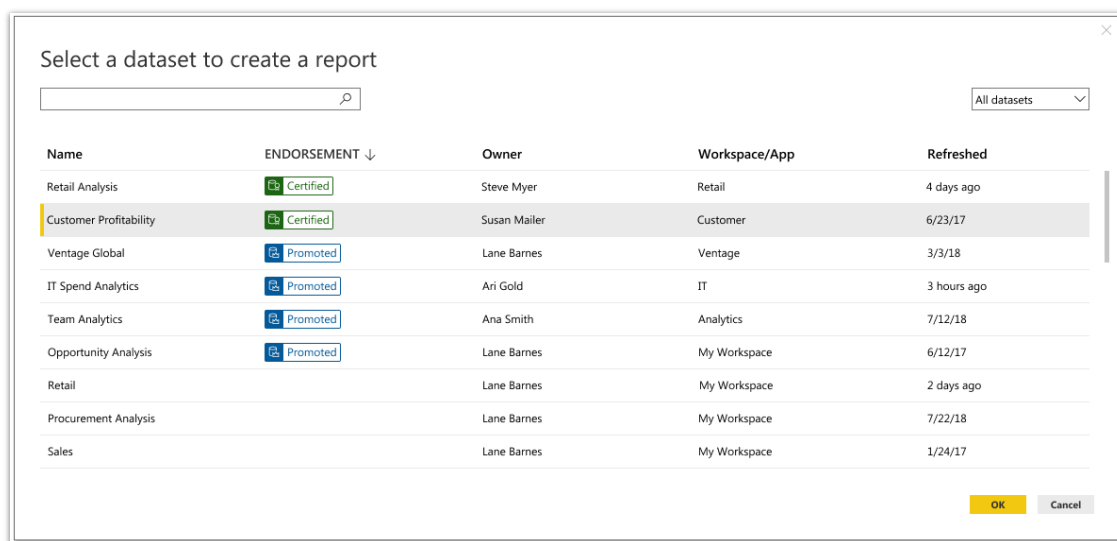 Select a dataset to create a report
All datasets
Name ENDORSEMENT Owner Workspace/App Refreshed
Retail Analysis Certified Steve Myer Retail 4 days ago
Customer Profitability Certified Susan Mailer Customer 6/23/17
Ventage Global Promoted Lane Barnes Ventage 3/3/18
IT Spend Analytics Promoted Ari Gold IT 3 hours ago
Team Analytics Promoted Ana Smith Analytics 7/12/18
Opportunity Analysis Promoted Lane Barnes My Workspace 6/12/17
Retail Lane Barnes My Workspace 2 days ago
Procurement Analysis Lane Barnes My Workspace 7/22/18
Sales Lane Barnes My Workspace 1/24/17
OK Cancel